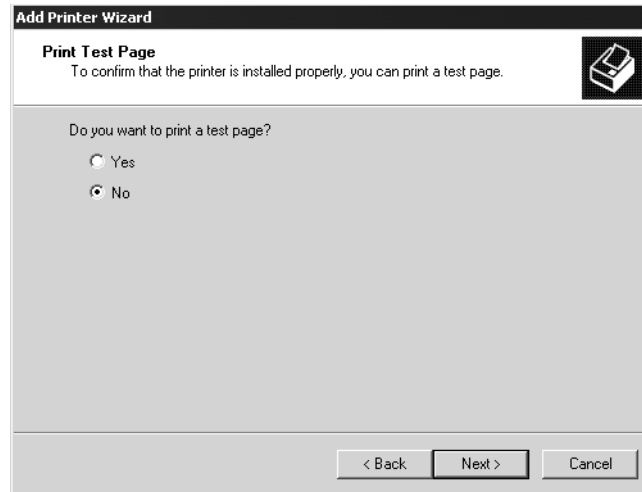 Add Printer Wizard
Print Test Page
To confirm that the printer is installed properly, you can print a test page.
Do you want to print a test page?
Yes
No
< Back
Next >
Cancel